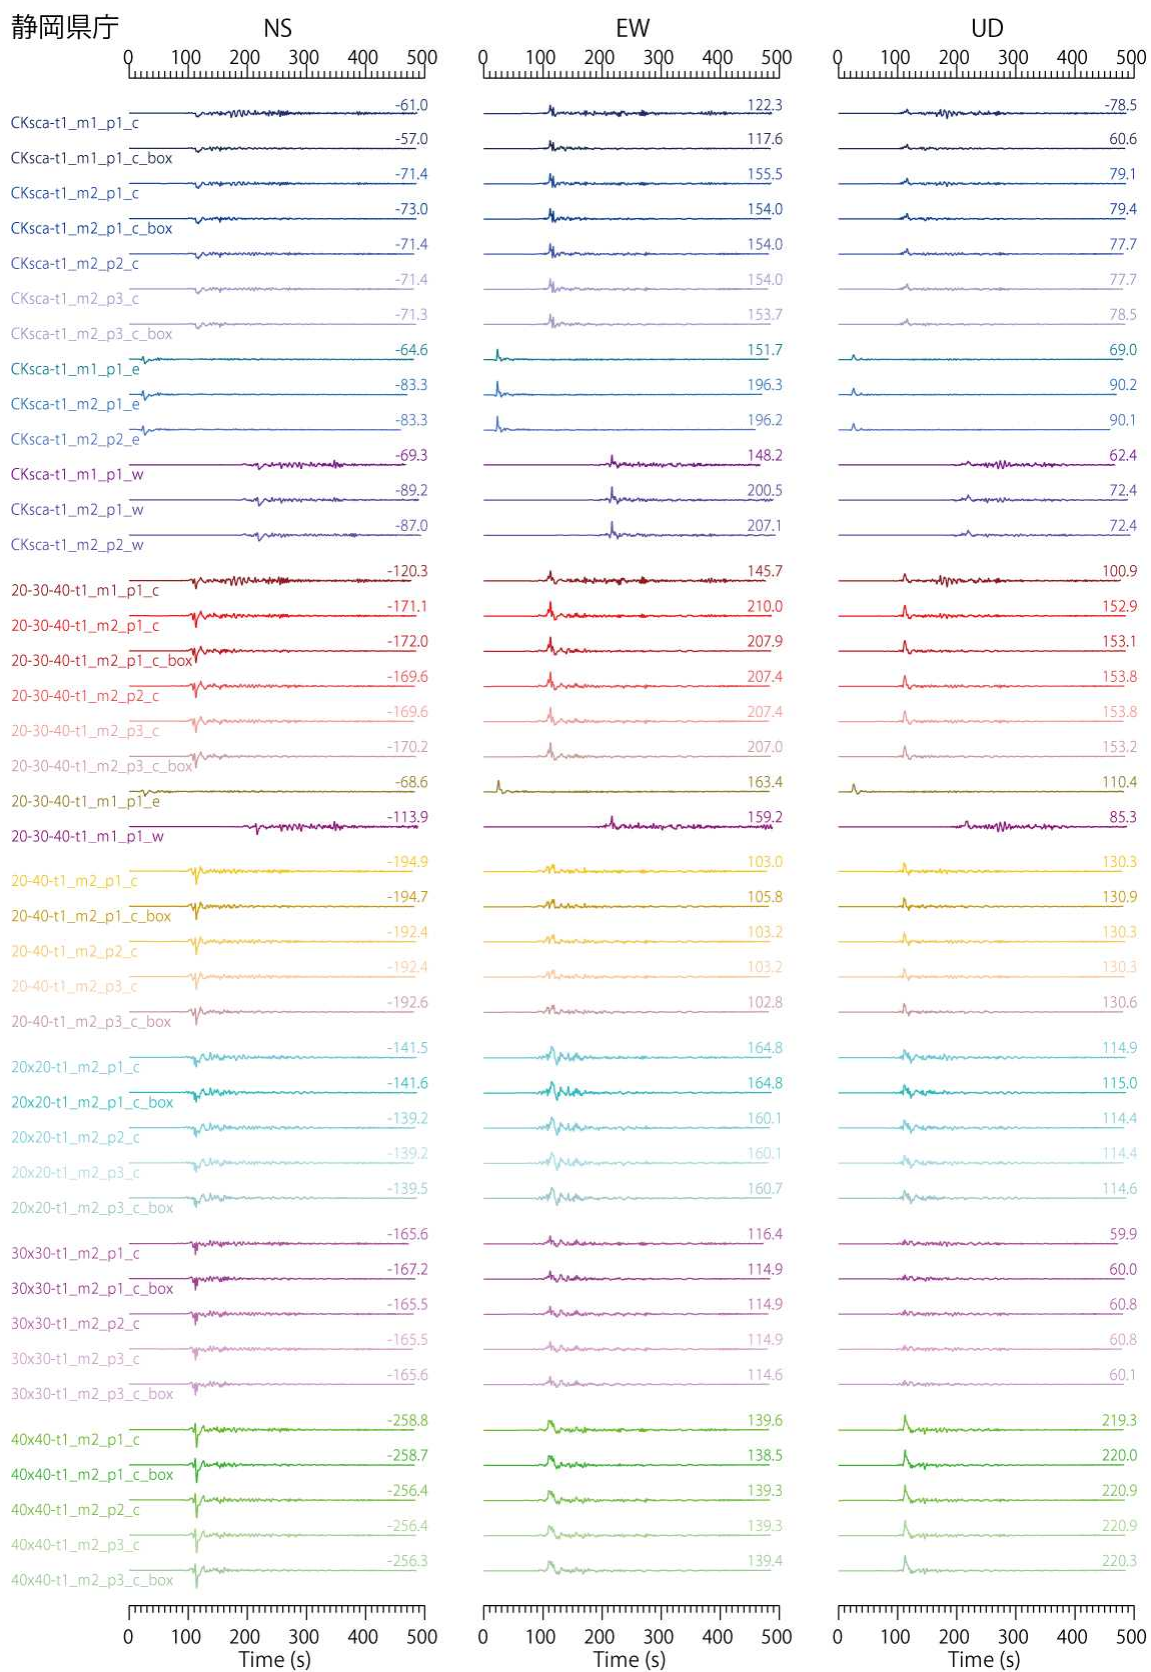 静岡県庁 NS EW UD
0 100 200 300 400 500 0 100 200 300 400 500 0 100 200 300 400 500
CKsca-t1_m1_p1_c -61.0 122.3 -78.5
CKsca-t1_m1_p1_c_box -57.0 117.6 60.6
CKsca-t1_m2_p1_c -71.4 155.5 79.1
CKsca-t1_m2_p1_c_box -73.0 154.0 79.4
CKsca-t1_m2_p2_c -71.4 154.0 77.7
CKsca-t1_m2_p3_c -71.4 154.0 77.7
CKsca-t1_m2_p3_c_box -71.3 153.7 78.5
CKsca-t1_m1_p1_e -64.6 151.7 69.0
CKsca-t1_m2_p1_e -83.3 196.3 90.2
CKsca-t1_m2_p2_e -83.3 196.2 90.1
CKsca-t1_m1_p1_w -69.3 148.2 62.4
CKsca-t1_m2_p1_w -89.2 200.5 72.4
CKsca-t1_m2_p2_w -87.0 207.1 72.4
20-30-40-t1_m1_p1_c -120.3 145.7 100.9
20-30-40-t1_m2_p1_c -171.1 210.0 152.9
20-30-40-t1_m2_p1_c_box -172.0 207.9 153.1
20-30-40-t1_m2_p2_c -169.6 207.4 153.8
20-30-40-t1_m2_p3_c -169.6 207.4 153.8
20-30-40-t1_m2_p3_c_box -170.2 207.0 153.2
20-30-40-t1_m1_p1_e -68.6 163.4 110.4
20-30-40-t1_m1_p1_w -113.9 159.2 85.3
20-40-t1_m2_p1_c -194.9 103.0 130.3
20-40-t1_m2_p1_c_box -194.7 105.8 130.9
20-40-t1_m2_p2_c -192.4 103.2 130.3
20-40-t1_m2_p3_c -192.4 103.2 130.3
20-40-t1_m2_p3_c_box -192.6 102.8 130.6
20x20-t1_m2_p1_c -141.5 164.8 114.9
20x20-t1_m2_p1_c_box -141.6 164.8 115.0
20x20-t1_m2_p2_c -139.2 160.1 114.4
20x20-t1_m2_p3_c -139.2 160.1 114.4
20x20-t1_m2_p3_c_box -139.5 160.7 114.6
30x30-t1_m2_p1_c -165.6 116.4 59.9
30x30-t1_m2_p1_c_box -167.2 114.9 60.0
30x30-t1_m2_p2_c -165.5 114.9 60.8
30x30-t1_m2_p3_c -165.5 114.9 60.8
30x30-t1_m2_p3_c_box -165.6 114.6 60.1
40x40-t1_m2_p1_c -258.8 139.6 219.3
40x40-t1_m2_p1_c_box -258.7 138.5 220.0
40x40-t1_m2_p2_c -256.4 139.3 220.9
40x40-t1_m2_p3_c -256.4 139.3 220.9
40x40-t1_m2_p3_c_box -256.3 139.4 220.3
0 100 200 300 400 500 0 100 200 300 400 500 0 100 200 300 400 500
Time (s) Time (s) Time (s)